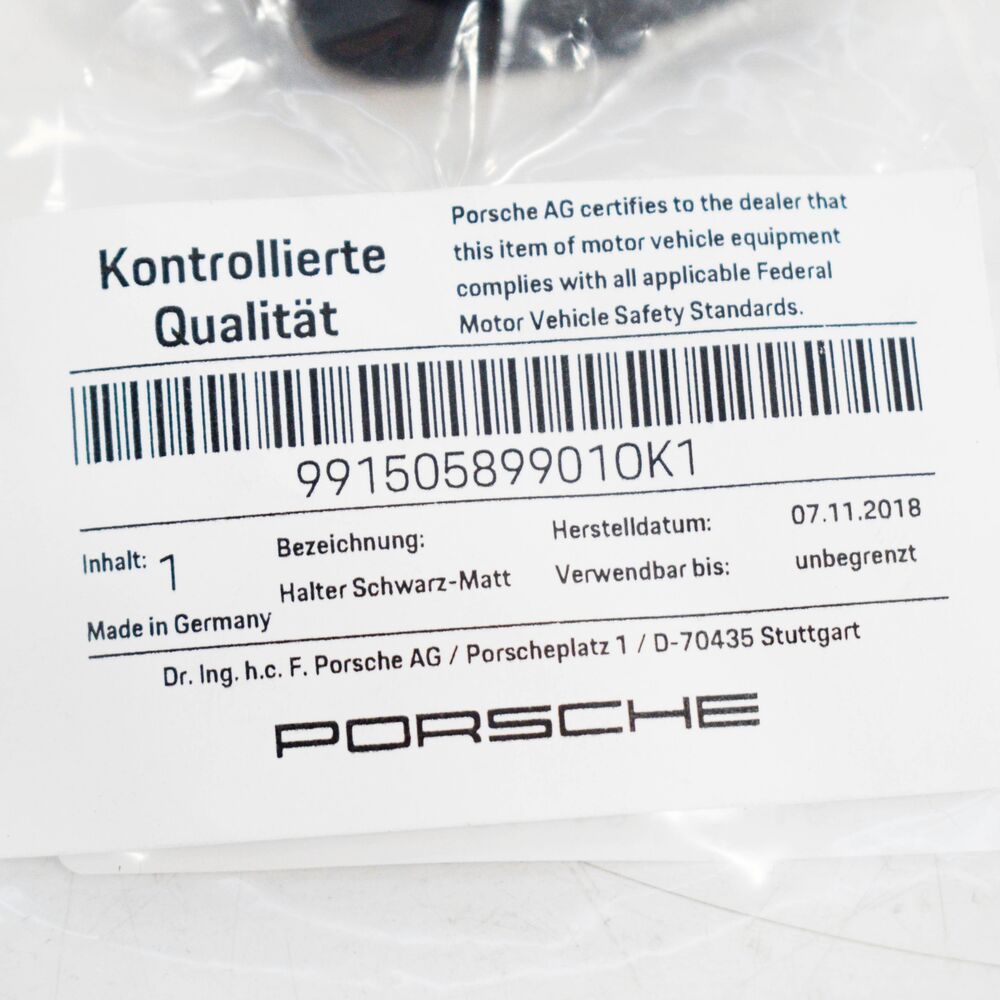 Kontrollierte
Qualität
Porsche AG certifies to the dealer that
this item of motor vehicle equipment
complies with all applicable Federal
Motor Vehicle Safety Standards.
991505899010K1
Inhalt: 1
Bezeichnung:
Halter Schwarz-Matt
Herstelldatum: 07.11.2018
Verwendbar bis: unbegrenzt
Made in Germany
Dr. Ing. h.c. F. Porsche AG / Porscheplatz 1 / D-70435 Stuttgart
PORSCHE